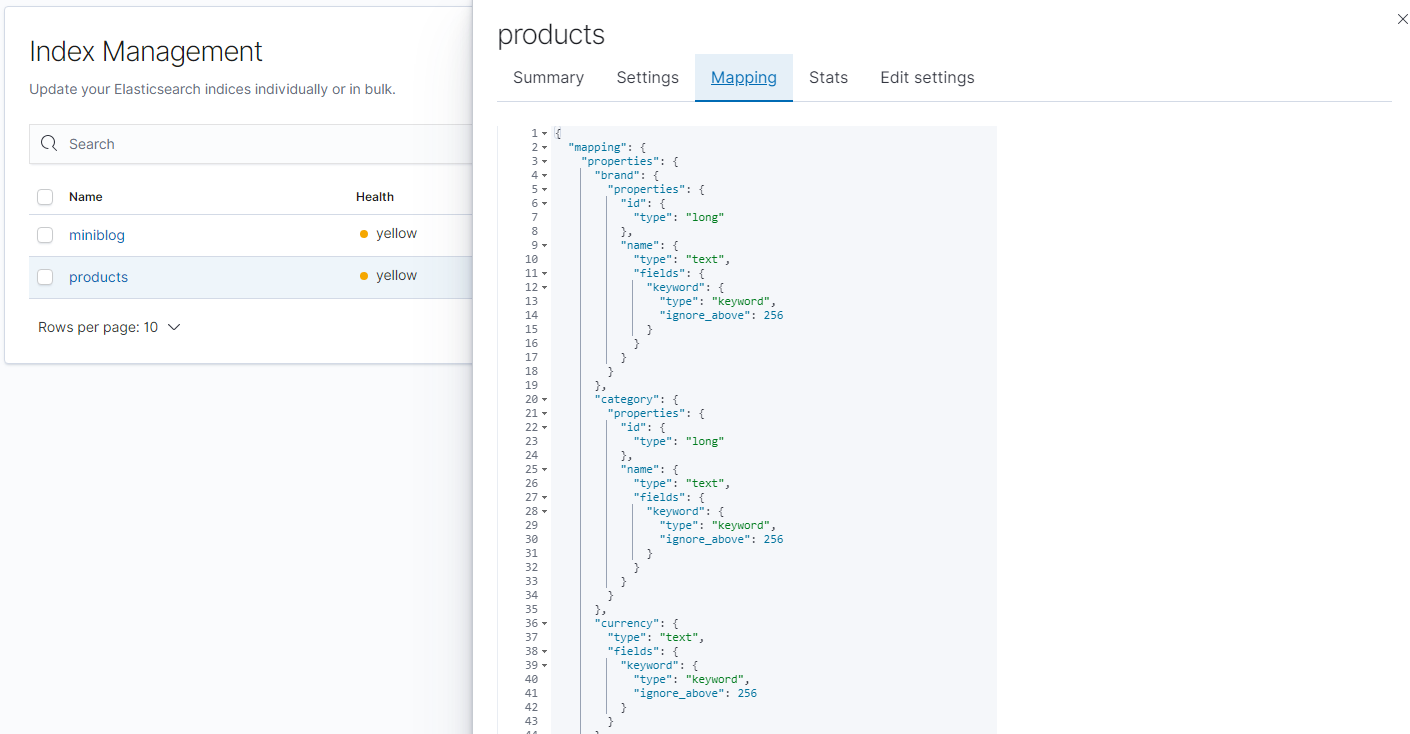 Index Management
Update your Elasticsearch indices individually or in bulk.
Search
Name Health
miniblog yellow
products yellow
Rows per page: 10
products
Summary Settings Mapping Stats Edit settings
1 {
2 "mapping": {
3 "properties": {
4 "brand": {
5 "properties": {
6 "id": {
7 "type": "long"
8 },
9 "name": {
10 "type": "text",
11 "fields": {
12 "keyword": {
13 "type": "keyword",
14 "ignore_above": 256
15 }
16 }
17 }
18 }
19 },
20 "category": {
21 "properties": {
22 "id": {
23 "type": "long"
24 },
25 "name": {
26 "type": "text",
27 "fields": {
28 "keyword": {
29 "type": "keyword",
30 "ignore_above": 256
31 }
32 }
33 }
34 }
35 },
36 "currency": {
37 "type": "text",
38 "fields": {
39 "keyword": {
40 "type": "keyword",
41 "ignore_above": 256
42 }
43 }